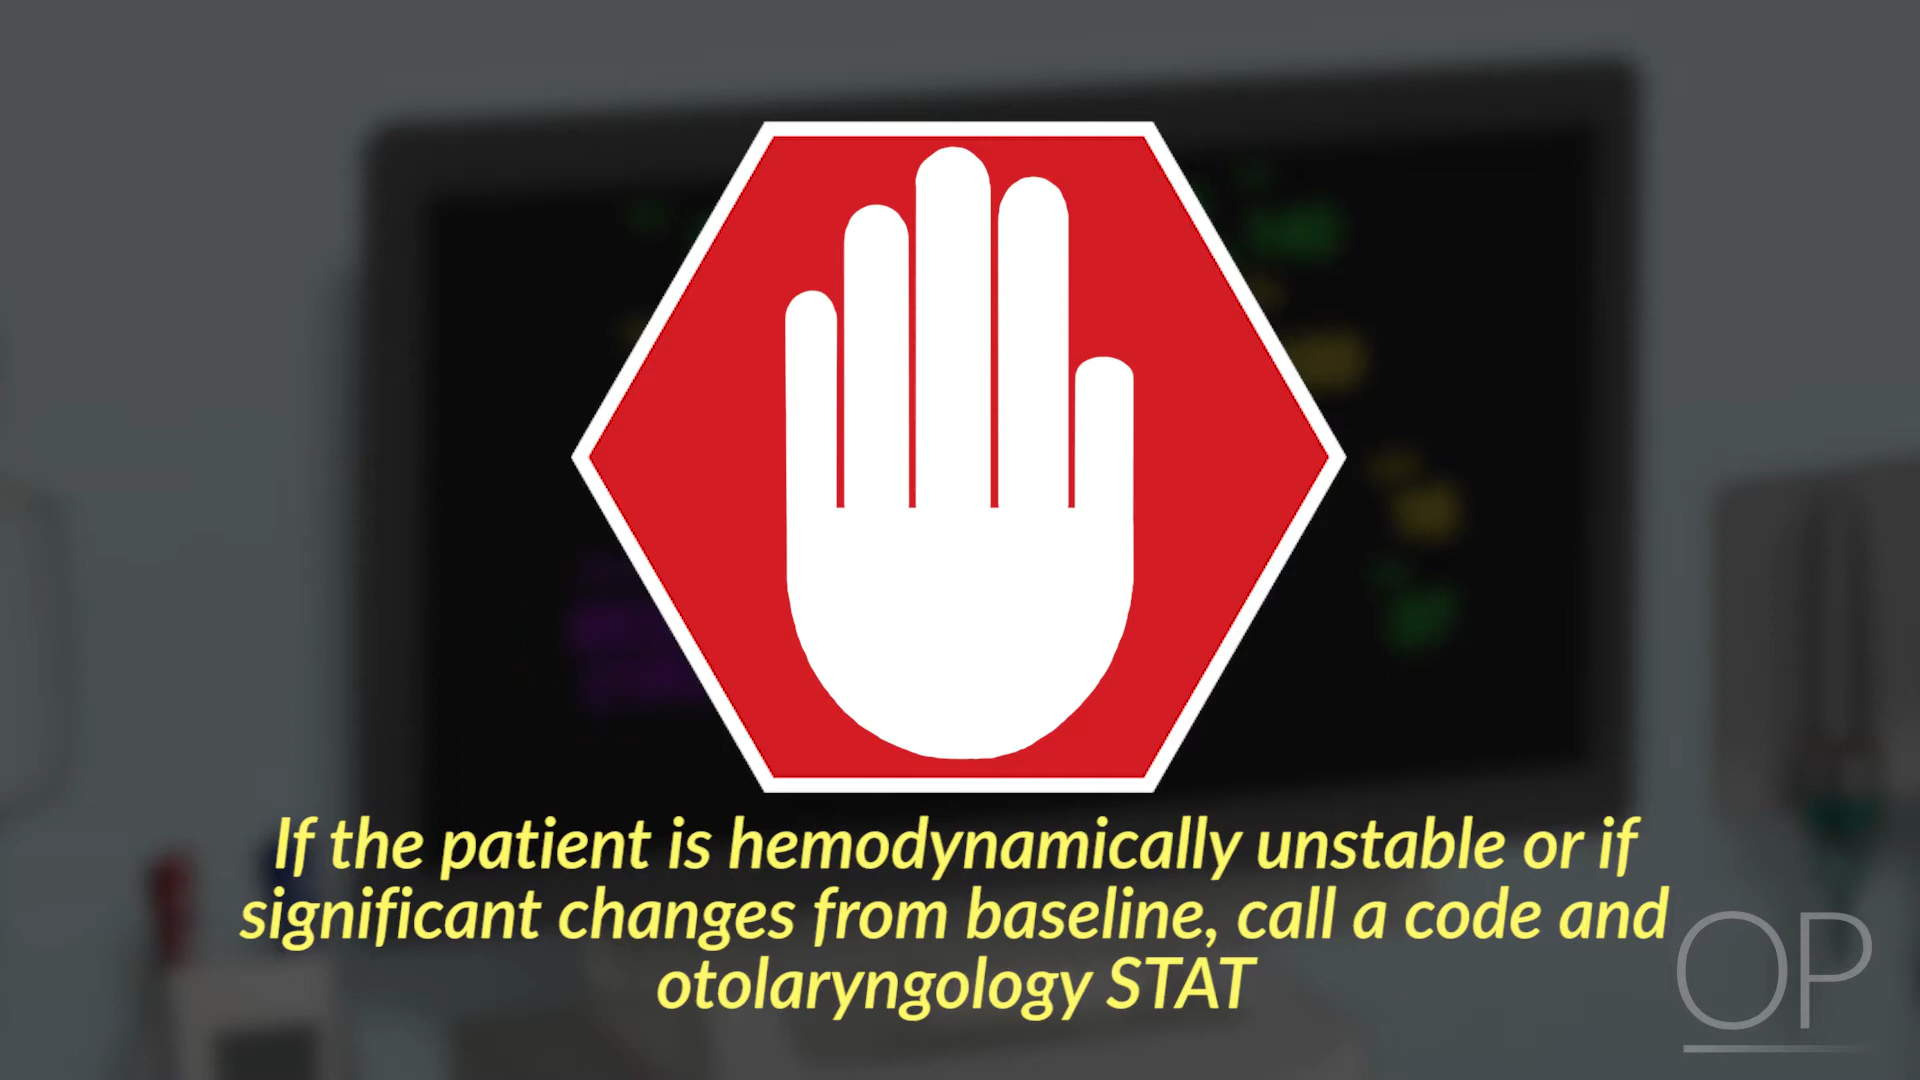 If the patient is hemodynamically unstable or if
significant changes from baseline, call a code and
otolaryngology STAT
OP